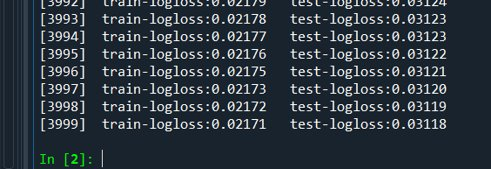 [3992] train-logloss:0.02179 test-logloss:0.03124
[3993] train-logloss:0.02178 test-logloss:0.03123
[3994] train-logloss:0.02177 test-logloss:0.03123
[3995] train-logloss:0.02176 test-logloss:0.03122
[3996] train-logloss:0.02175 test-logloss:0.03121
[3997] train-logloss:0.02173 test-logloss:0.03120
[3998] train-logloss:0.02172 test-logloss:0.03119
[3999] train-logloss:0.02171 test-logloss:0.03118
In [2]: